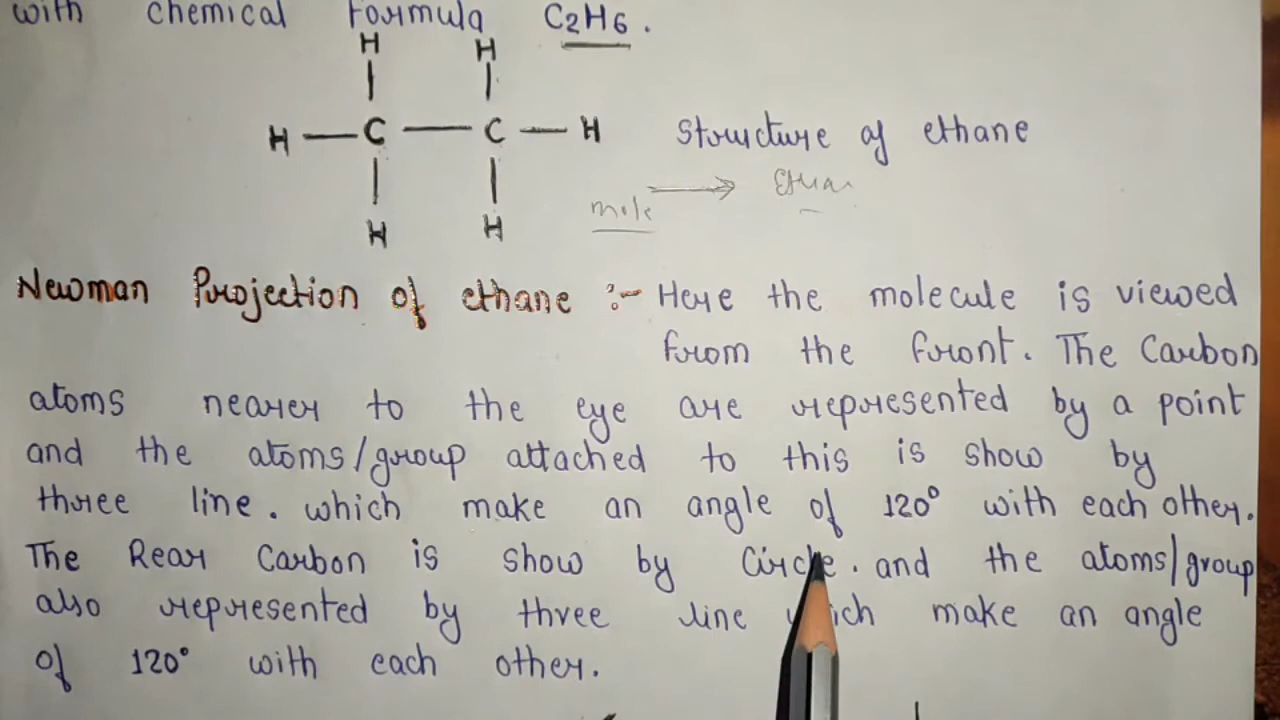 with chemical Formula C2H6.
H H
H — C — C — H Structure of ethane
mole → Ethan
H H
Newman Projection of ethane :- Here the molecule is viewed
from the front. The Carbon
atoms nearer to the eye are represented by a point
and the atoms/group attached to this is show by
three line. which make an angle of 120° with each other.
The Rear Carbon is show by Circle. and the atoms/group
also represented by three line which make an angle
of 120° with each other.